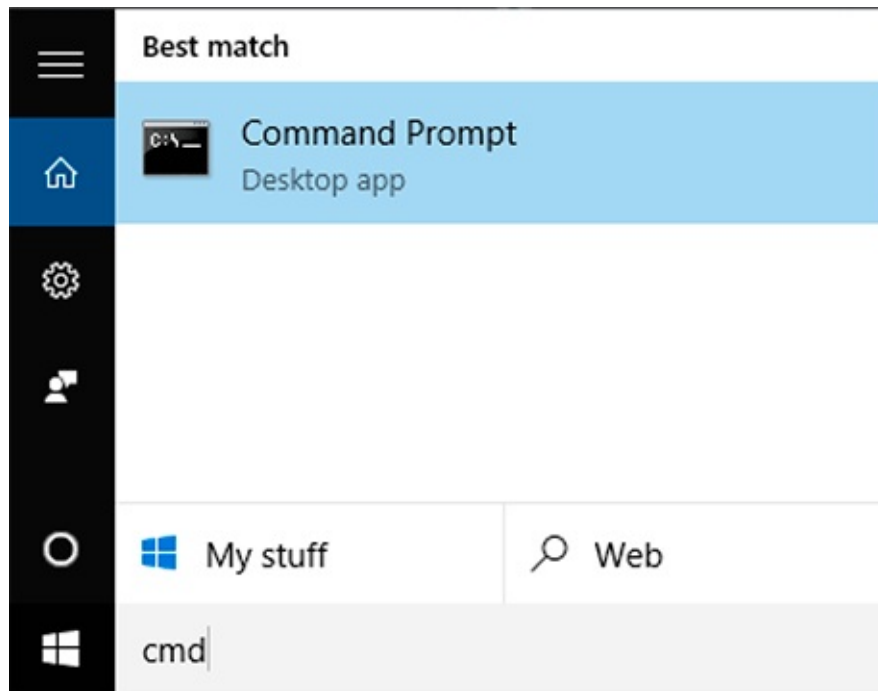 Best match
C:\_
Command Prompt
Desktop app
My stuff
Web
cmd